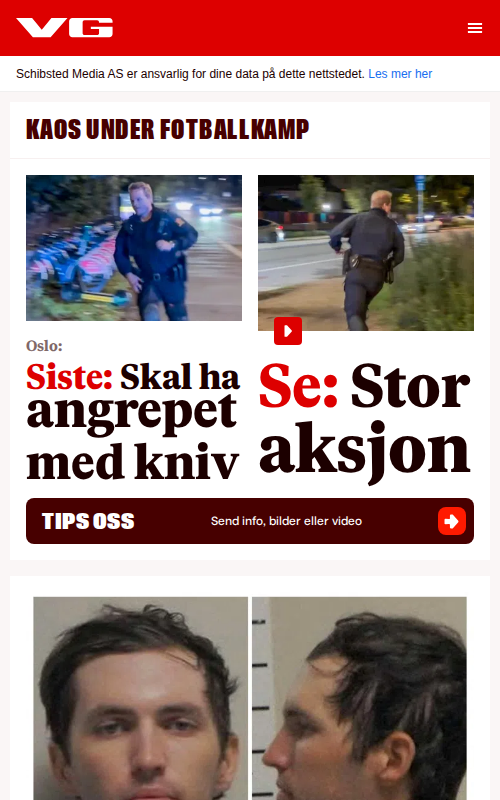 VG
Schibsted Media AS er ansvarlig for dine data på dette nettstedet. Les mer her
KAOS UNDER FOTBALLKAMP
Oslo:
Siste: Skal ha
angrepet
med kniv
Se: Stor
aksjon
TIPS OSS
Send info, bilder eller video